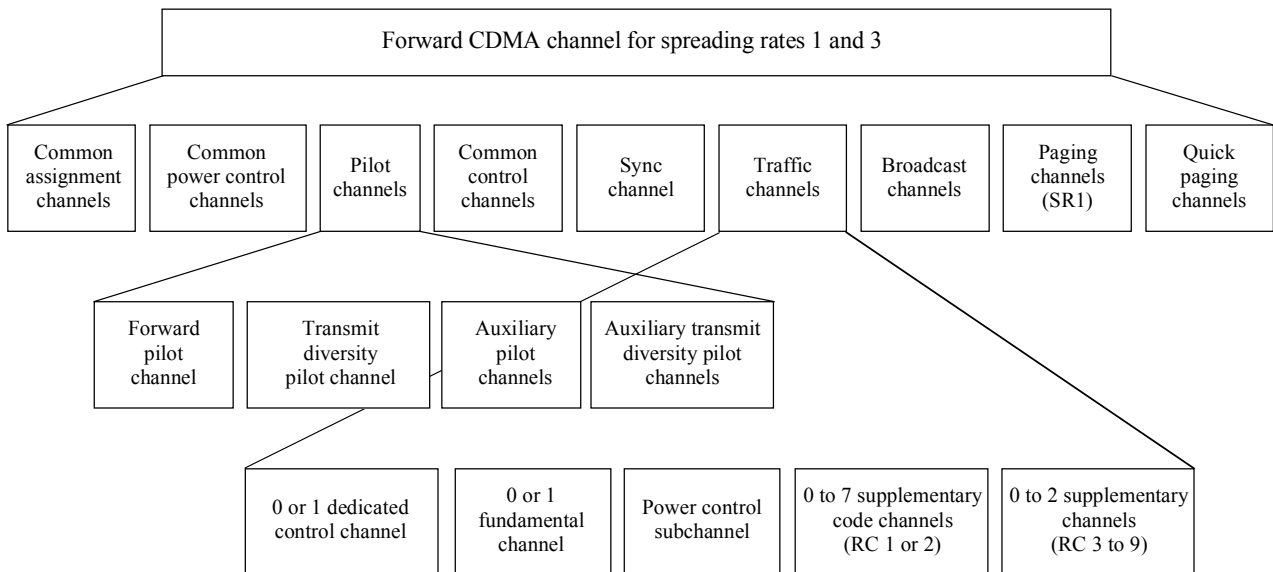 Forward CDMA channel for spreading rates 1 and 3
Common
assignment
channels
Common
power control
channels
Pilot
channels
Common
control
channels
Sync
channel
Traffic
channels
Broadcast
channels
Paging
channels
(SR1)
Quick
paging
channels
Forward
pilot
channel
Transmit
diversity
pilot channel
Auxiliary
pilot
channels
Auxiliary transmit
diversity pilot
channels
0 or 1 dedicated
control channel
0 or 1
fundamental
channel
Power control
subchannel
0 to 7 supplementary
code channels
(RC 1 or 2)
0 to 2 supplementary
channels
(RC 3 to 9)